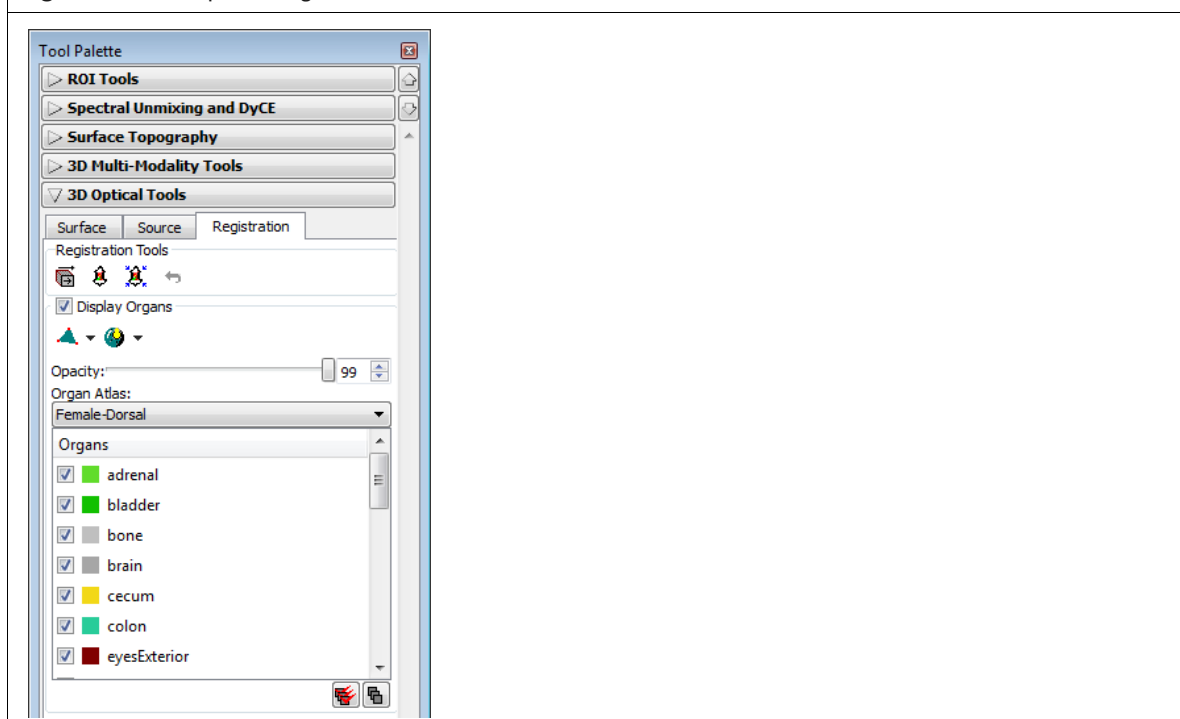 Tool Palette
ROI Tools
Spectral Unmixing and DyCE
Surface Topography
3D Multi-Modality Tools
3D Optical Tools
Surface Source Registration
Registration Tools
Display Organs
Opacity: 99
Organ Atlas:
Female-Dorsal
Organs
adrenal
bladder
bone
brain
cecum
colon
eyesExterior